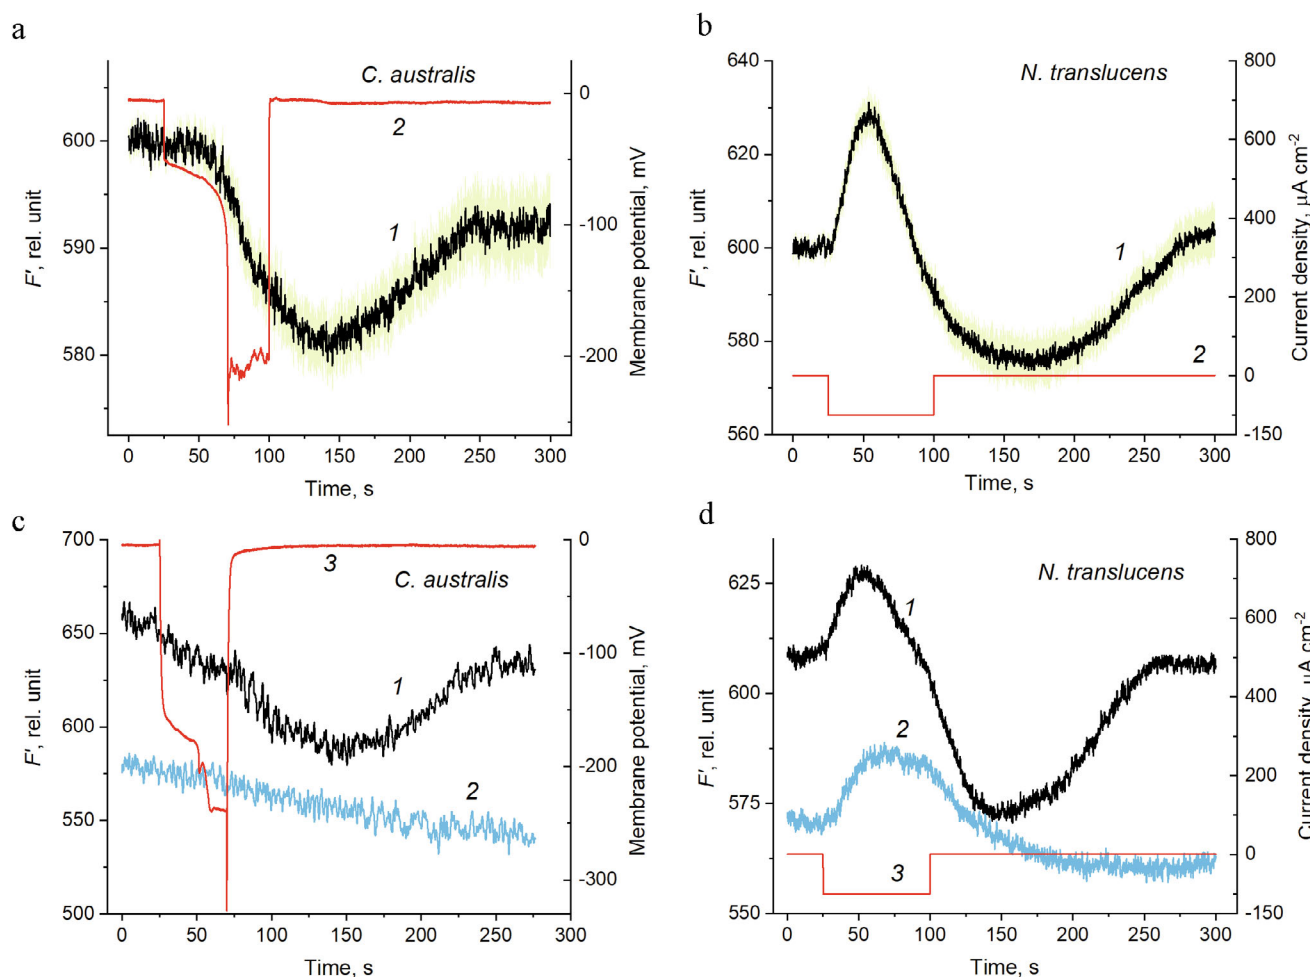 a
C. australis
600
590
580
F', rel. unit
1
2
0
-100
-200
Membrane potential, mV
0 50 100 150 200 250 300
Time, s
b
N. translucens
640
620
600
580
560
F', rel. unit
1
2
800
600
400
200
0
-150
Current density, µA cm-2
0 50 100 150 200 250 300
Time, s
c
C. australis
700
650
600
550
500
F', rel. unit
3
1
2
0
-100
-200
-300
Membrane potential, mV
0 50 100 150 200 250
Time, s
d
N. translucens
625
600
575
550
F', rel. unit
1
2
3
800
600
400
200
0
-150
Current density, µA cm-2
0 50 100 150 200 250 300
Time, s